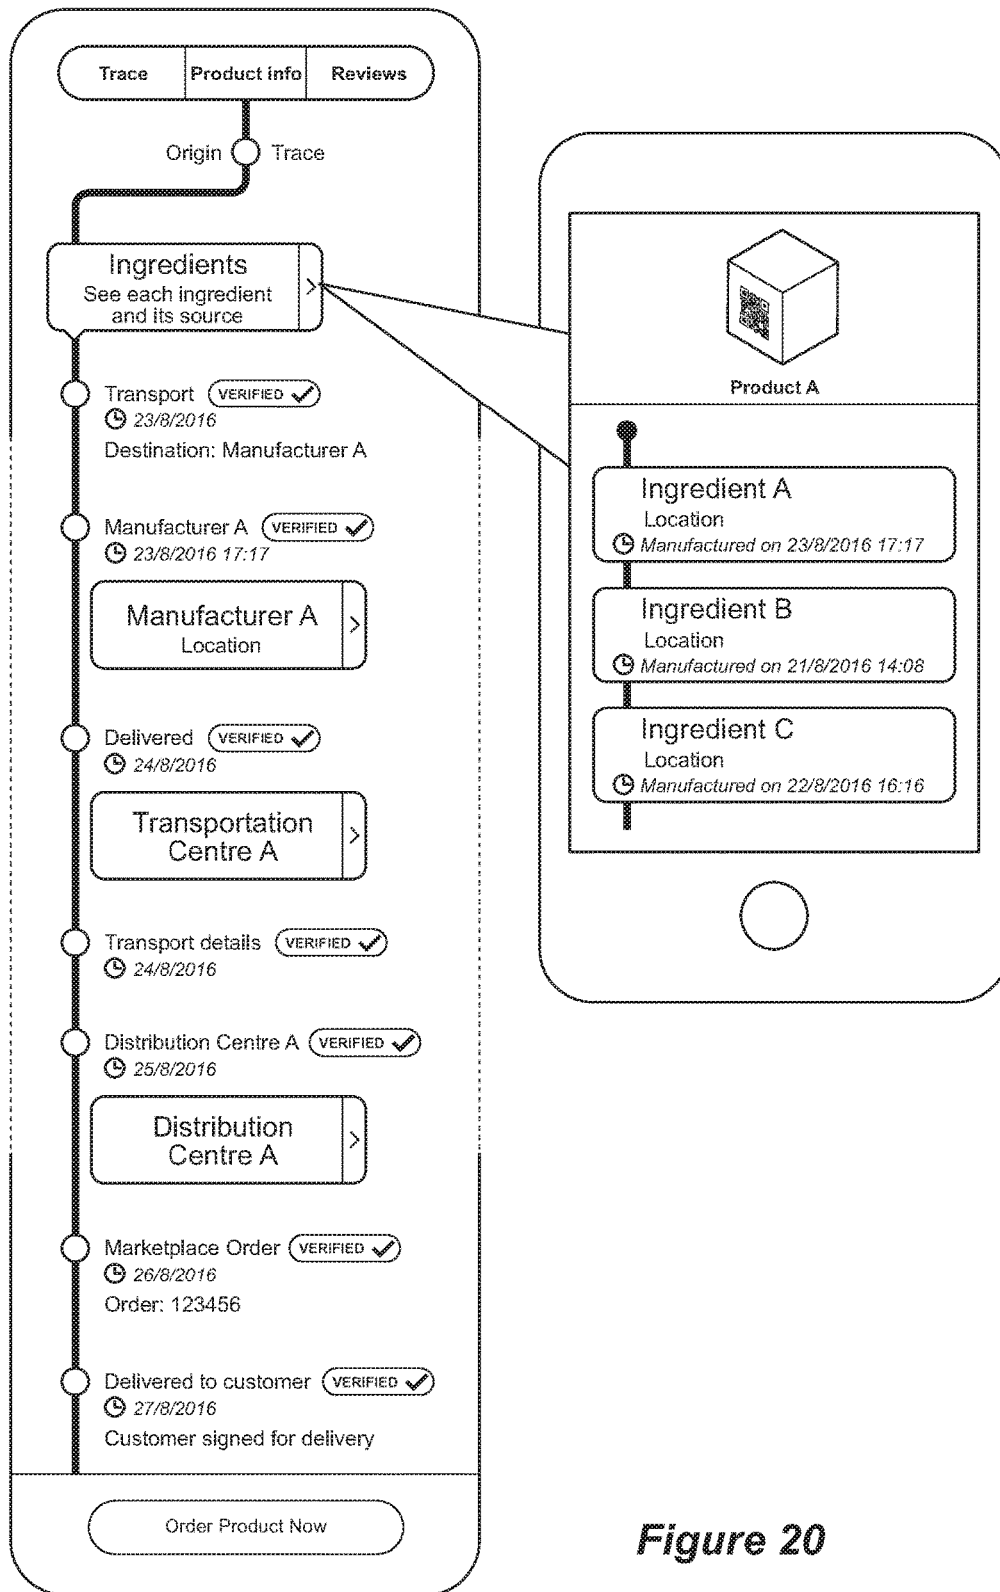 Trace Product info Reviews
Origin Trace
Ingredients
See each ingredient
and its source
Transport VERIFIED
23/8/2016
Destination: Manufacturer A
Manufacturer A VERIFIED
23/8/2016 17:17
Manufacturer A
Location
Delivered VERIFIED
24/8/2016
Transportation
Centre A
Transport details VERIFIED
24/8/2016
Distribution Centre A VERIFIED
25/8/2016
Distribution
Centre A
Marketplace Order VERIFIED
26/8/2016
Order: 123456
Delivered to customer VERIFIED
27/8/2016
Customer signed for delivery
Order Product Now
Product A
Ingredient A
Location
Manufactured on 23/8/2016 17:17
Ingredient B
Location
Manufactured on 21/8/2016 14:08
Ingredient C
Location
Manufactured on 22/8/2016 16:16
Figure 20